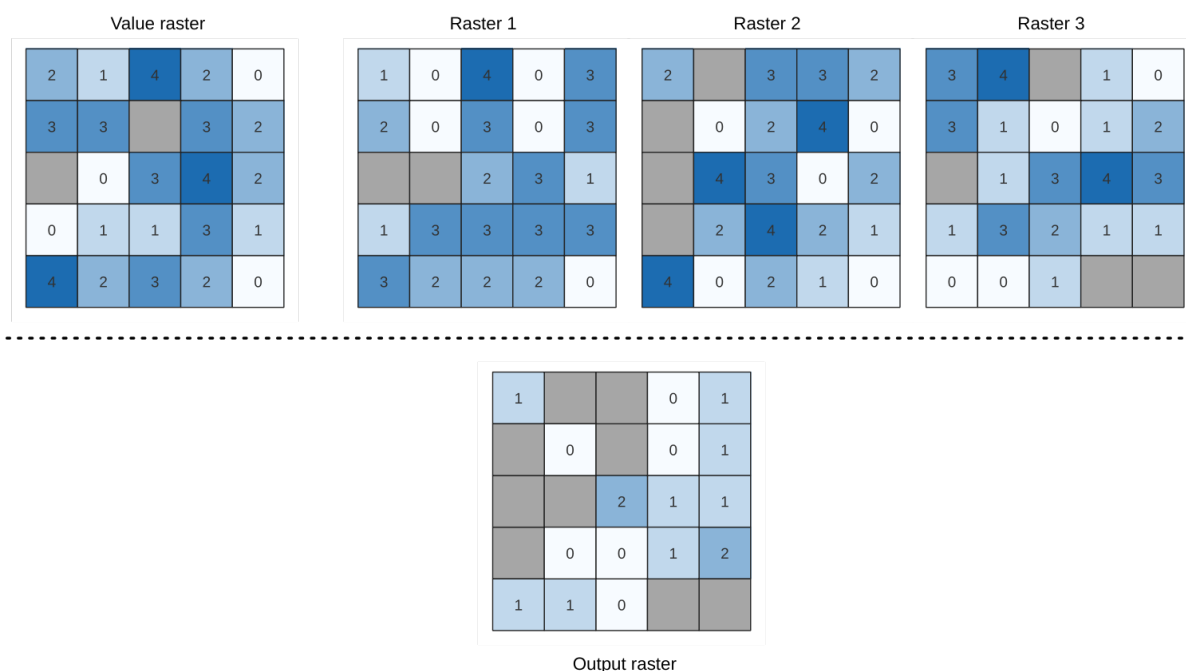 Value raster Raster 1 Raster 2 Raster 3
2 1 4 2 0 1 0 4 0 3 2 3 3 2 3 4 1 0
3 3 3 2 2 0 3 0 3 0 2 4 0 3 1 0 1 2
0 3 4 2 2 3 1 4 3 0 2 1 3 4 3
0 1 1 3 1 1 3 3 3 3 2 4 2 1 1 3 2 1 1
4 2 3 2 0 3 2 2 2 0 4 0 2 1 0 0 0 1
1 0 1
0 0 1
2 1 1
0 0 1 2
1 1 0
Output raster